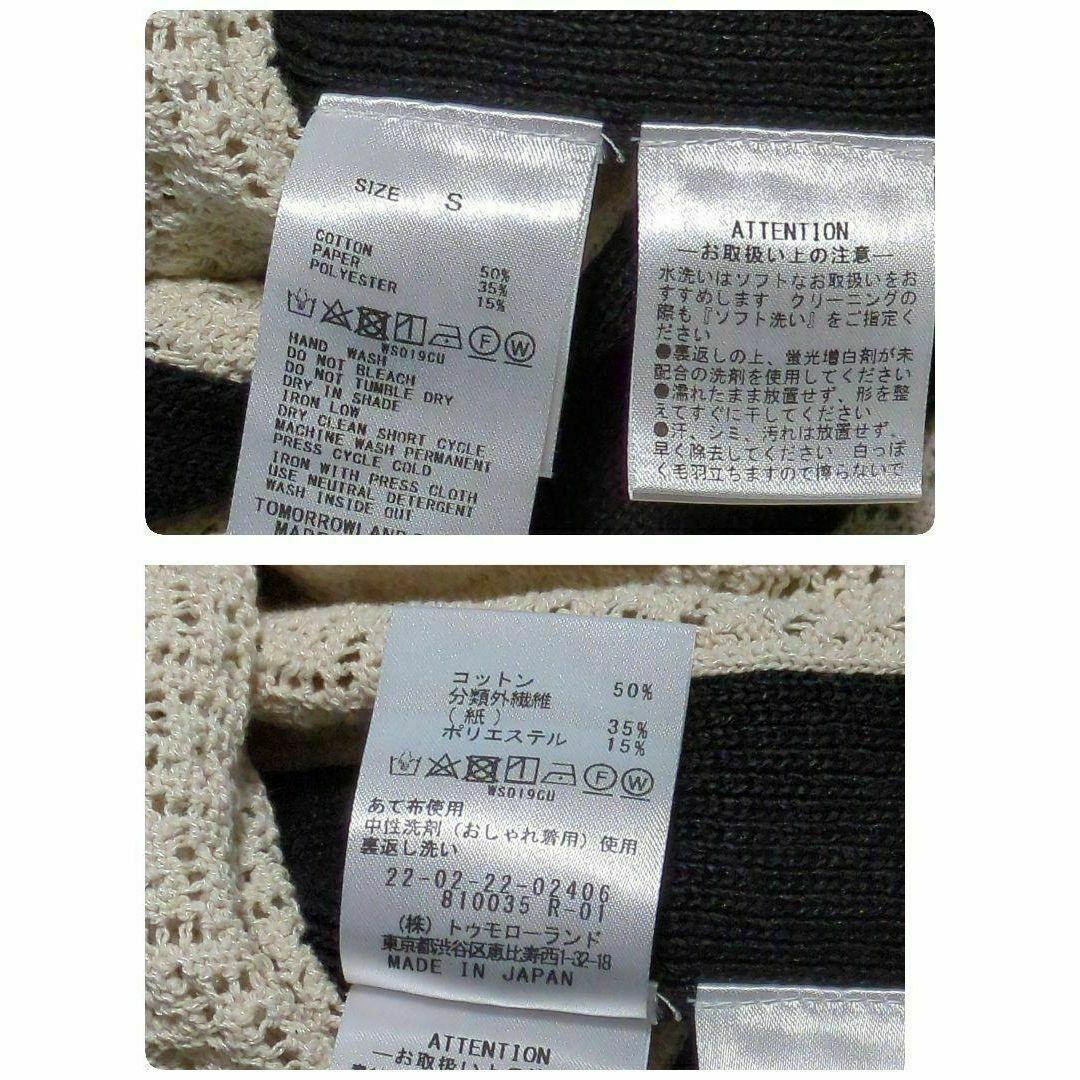 SIZE S
COTTON 50%
PAPER 35%
POLYESTER 15%
WS019CU
HAND WASH
DO NOT BLEACH
DO NOT TUMBLE DRY
DRY IN SHADE
IRON LOW
DRY CLEAN SHORT CYCLE
MACHINE WASH PERMANENT
PRESS CYCLE COLD
IRON WITH PRESS CLOTH
USE NEUTRAL DETERGENT
WASH INSIDE OUT
TOMORROWLAND
ATTENTION
—お取扱い上の注意—
水洗いはソフトなお取扱いをお
すすめします クリーニングの
際も『ソフト洗い』をご指定く
ださい
●裏返しの上、蛍光増白剤が未
配合の洗剤を使用してください
●濡れたまま放置せず、形を整
えてすぐに干してください
●汗、シミ、汚れは放置せず、
早く除去してください 白っぽ
く毛羽立ちますので擦らないで
コットン 50%
分類外繊維
(紙) 35%
ポリエステル 15%
F W
WS019CU
あて布使用
中性洗剤(おしゃれ着用)使用
裏返し洗い
22-02-22-02406
810035 R-01
(株)トゥモローランド
東京都渋谷区恵比寿西1-32-18
MADE IN JAPAN
ATTENTION
—お取扱い上の注